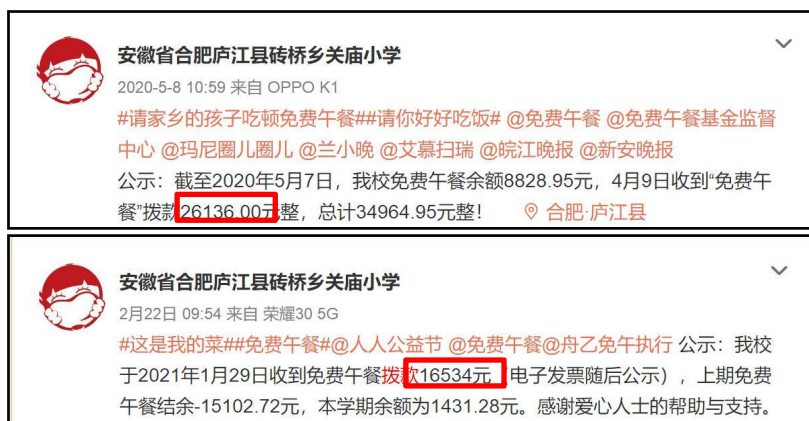 安徽省合肥庐江县砖桥乡关庙小学
2020-5-8 10:59 来自 OPPO K1
#请家乡的孩子吃顿免费午餐##请你好好吃饭# @免费午餐 @免费午餐基金监督
中心 @玛尼圈儿圈儿 @兰小晚 @艾慕扫瑞 @皖江晚报 @新安晚报
公示：截至2020年5月7日，我校免费午餐余额8828.95元，4月9日收到“免费午
餐”拨款26136.00元整，总计34964.95元整！ 合肥·庐江县
安徽省合肥庐江县砖桥乡关庙小学
2月22日 09:54 来自 荣耀30 5G
#这是我的菜##免费午餐#@人人公益节 @免费午餐@舟乙免午执行 公示：我校
于2021年1月29日收到免费午餐拨款16534元（电子发票随后公示），上期免费
午餐结余-15102.72元，本学期余额为1431.28元。感谢爱心人士的帮助与支持。